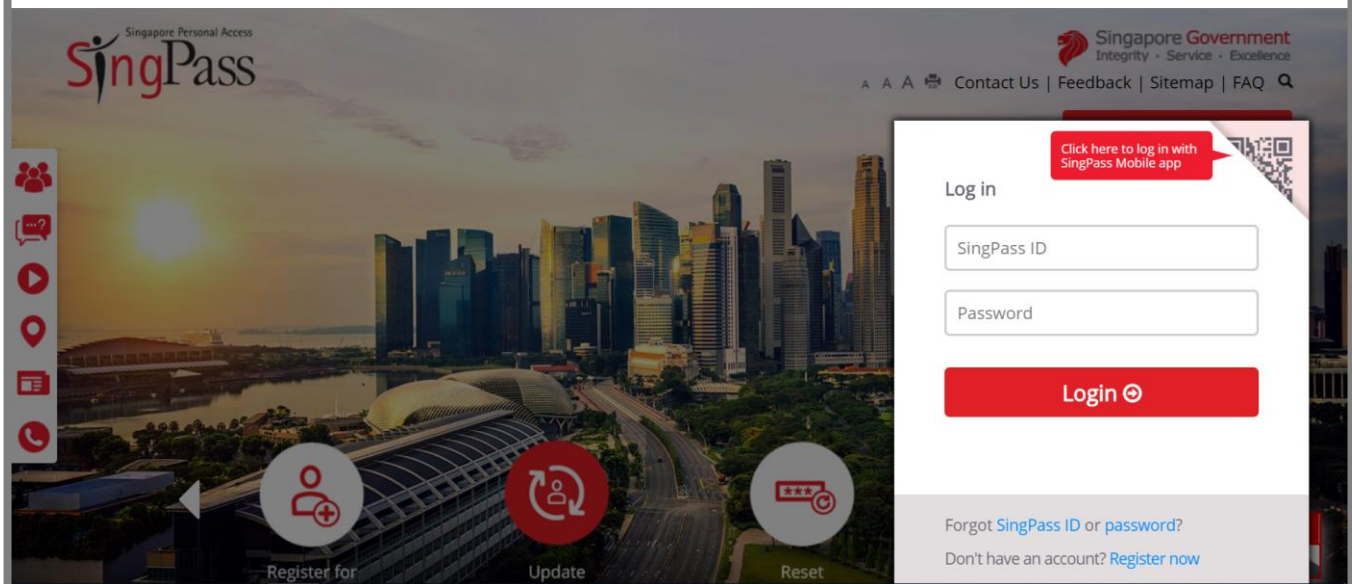 Singapore Personal Access
SingPass
Singapore Government
Integrity · Service · Excellence
A A A Contact Us | Feedback | Sitemap | FAQ
Click here to log in with
SingPass Mobile app
Log in
SingPass ID
Password
Login
...?
***
Register for
Update
Reset
Forgot SingPass ID or password?
Don't have an account? Register now